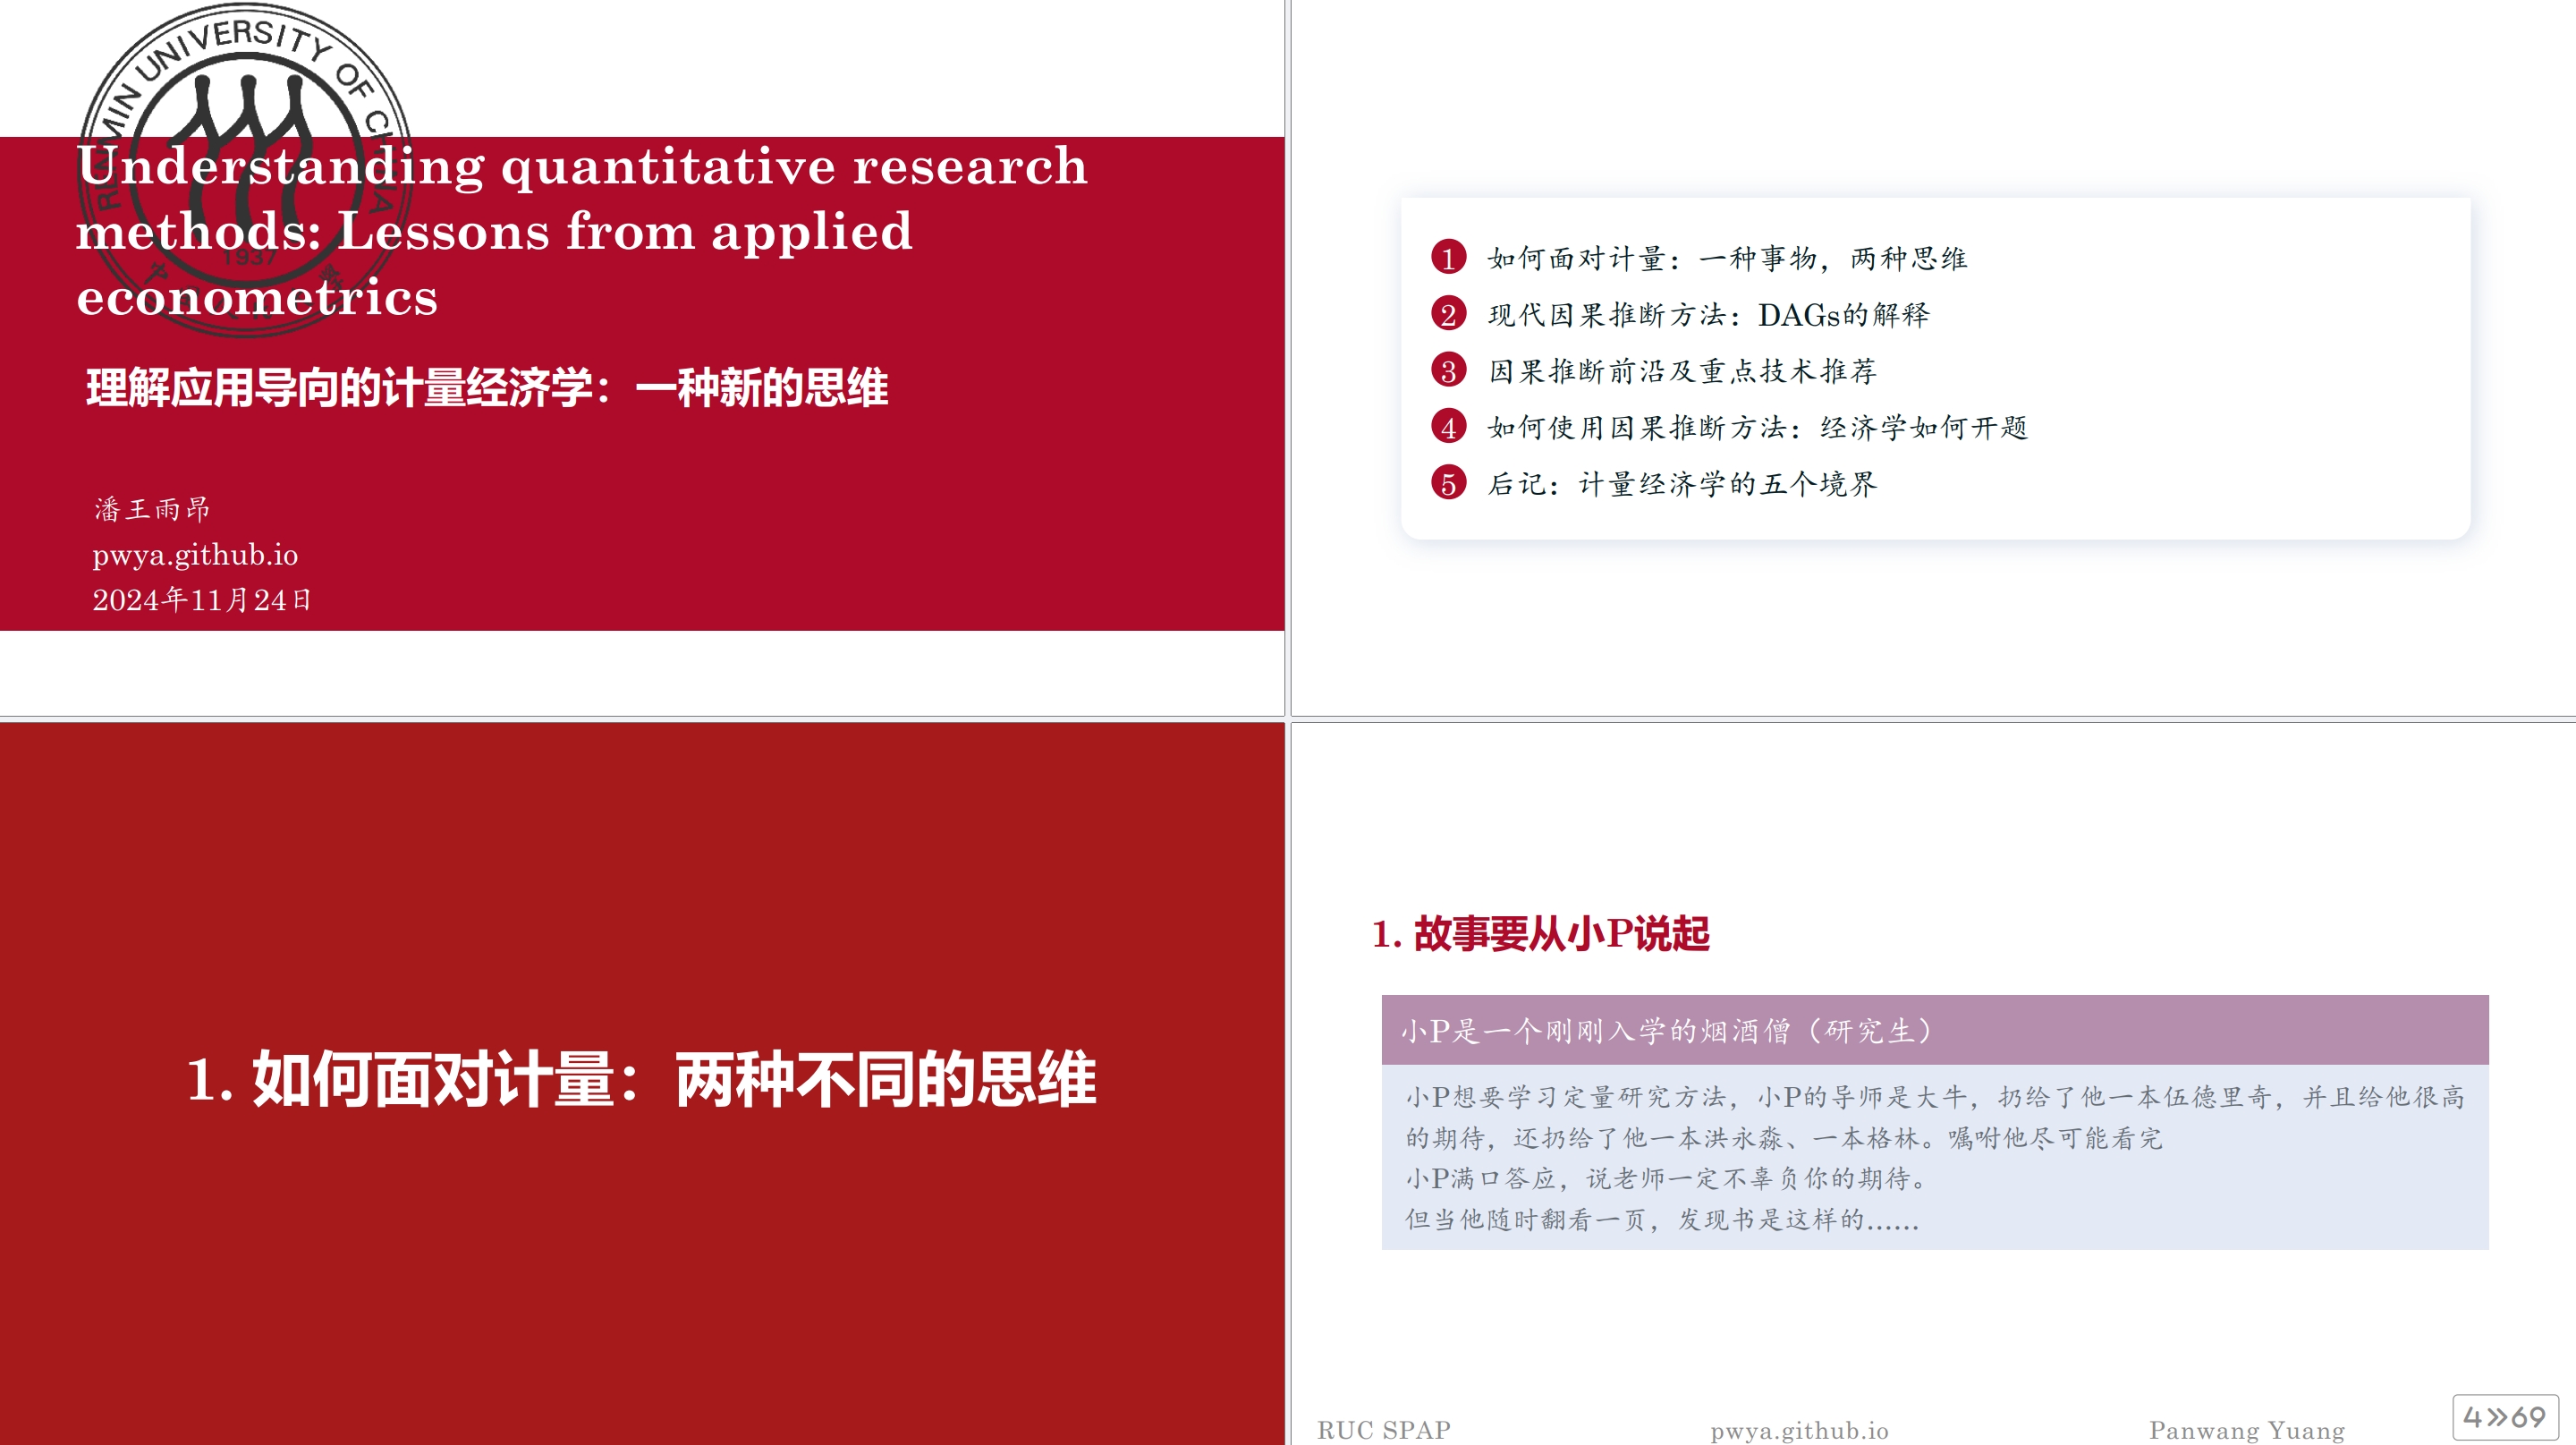 RENMIN UNIVERSITY OF CHINA
1937
Understanding quantitative research
methods: Lessons from applied
econometrics
理解应用导向的计量经济学：一种新的思维
潘王雨昂
pwya.github.io
2024年11月24日
1 如何面对计量：一种事物，两种思维
2 现代因果推断方法：DAGs的解释
3 因果推断前沿及重点技术推荐
4 如何使用因果推断方法：经济学如何开题
5 后记：计量经济学的五个境界
1. 如何面对计量：两种不同的思维
1. 故事要从小P说起
小P是一个刚刚入学的烟酒僧（研究生）
小P想要学习定量研究方法，小P的导师是大牛，扔给了他一本伍德里奇，并且给他很高
的期待，还扔给了他一本洪永淼、一本格林。嘱咐他尽可能看完
小P满口答应，说老师一定不辜负你的期待。
但当他随时翻看一页，发现书是这样的......
RUC SPAP
pwya.github.io
Panwang Yuang
4»69